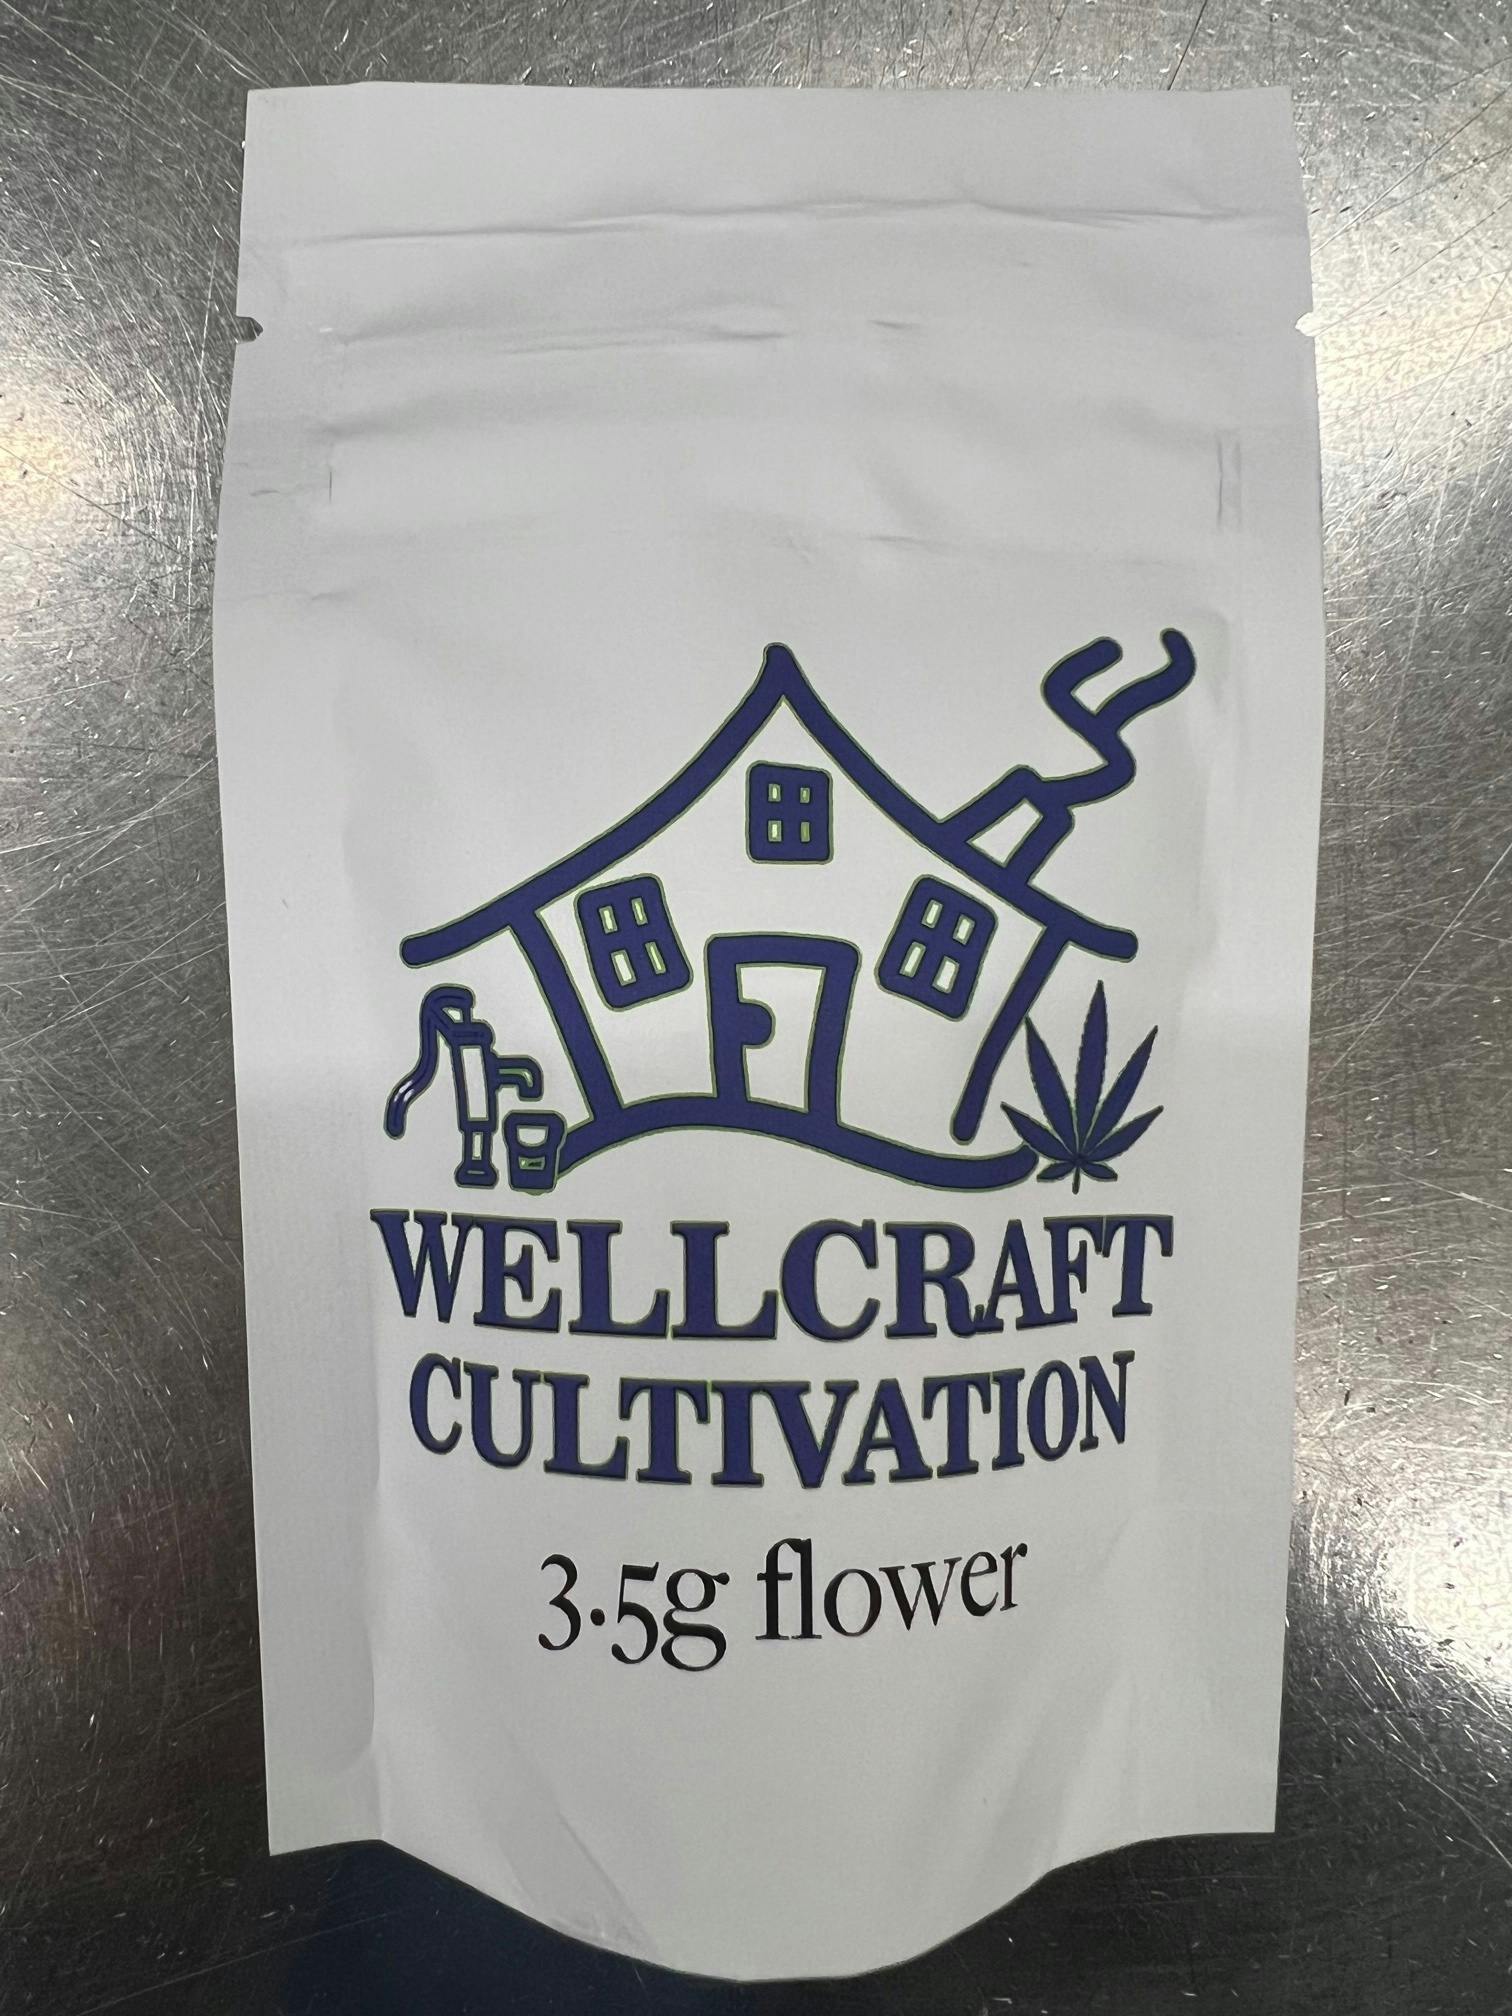 WELLCRAFT
CULTIVATION
3.5g flower